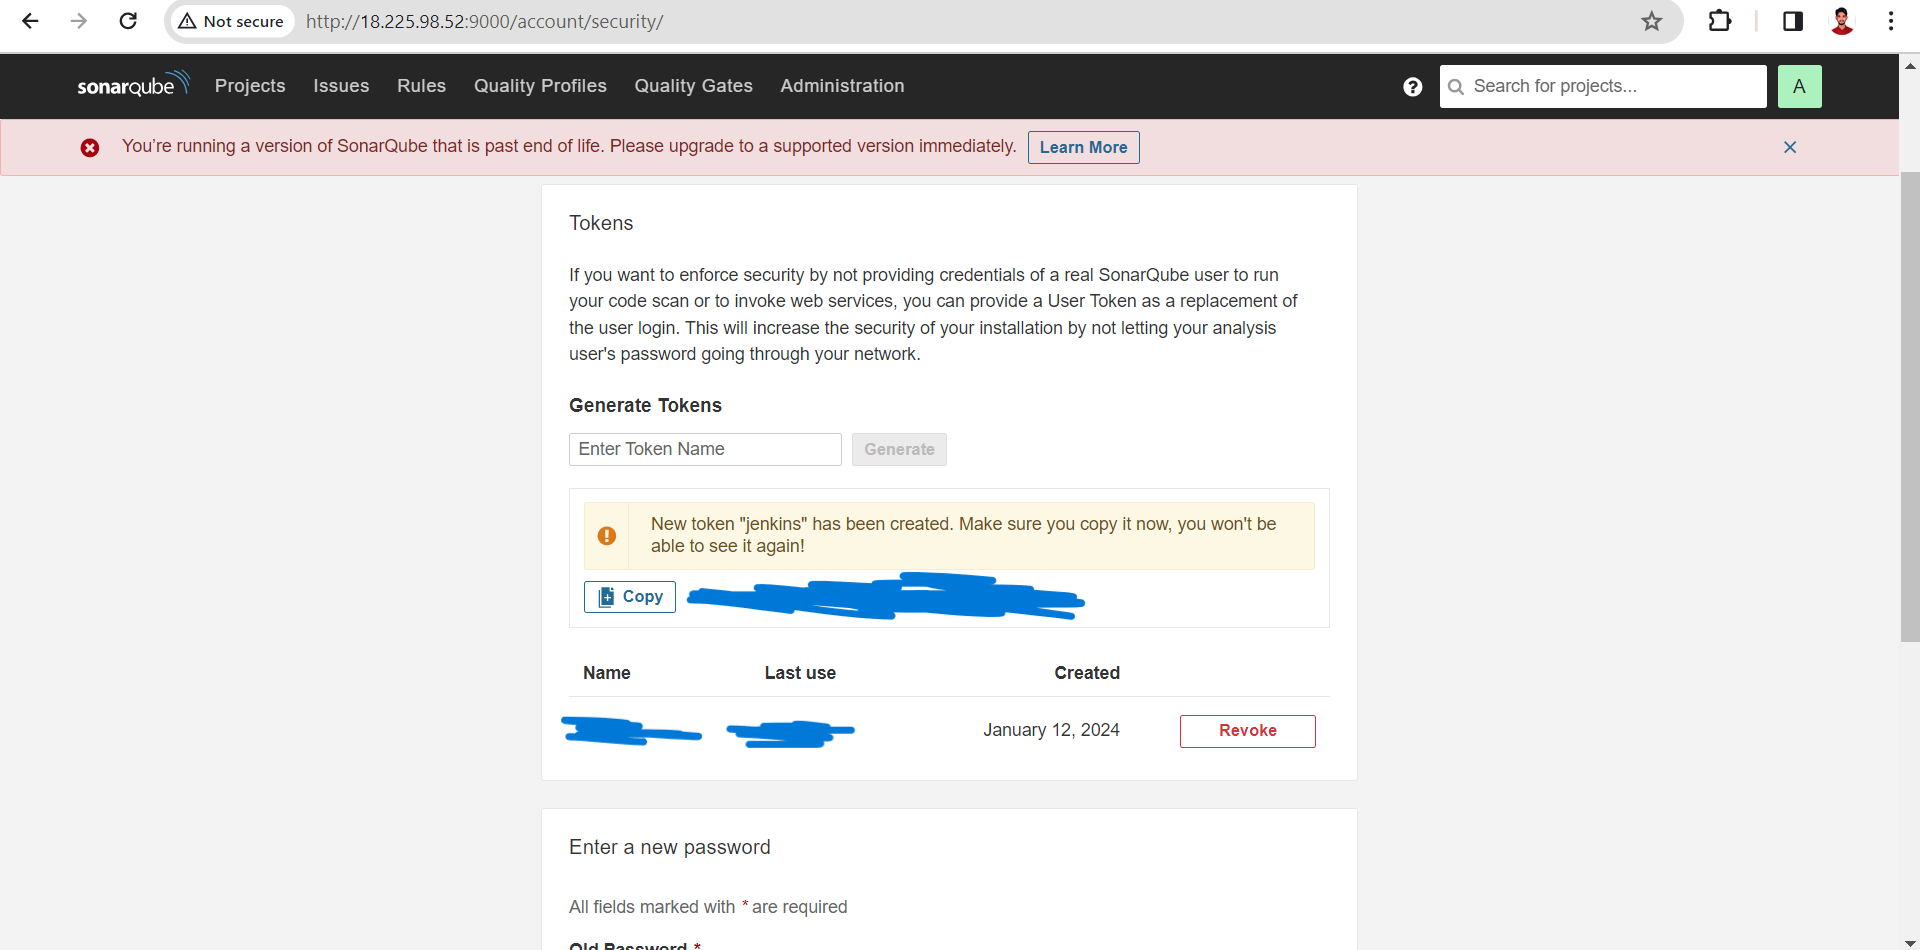 Not secure http://18.225.98.52:9000/account/security/
sonarqube Projects Issues Rules Quality Profiles Quality Gates Administration ? Search for projects... A
You're running a version of SonarQube that is past end of life. Please upgrade to a supported version immediately. Learn More
Tokens
If you want to enforce security by not providing credentials of a real SonarQube user to run
your code scan or to invoke web services, you can provide a User Token as a replacement of
the user login. This will increase the security of your installation by not letting your analysis
user's password going through your network.
Generate Tokens
Enter Token Name Generate
New token "jenkins" has been created. Make sure you copy it now, you won't be
able to see it again!
Copy
Name Last use Created
January 12, 2024 Revoke
Enter a new password
All fields marked with * are required
Old Password *